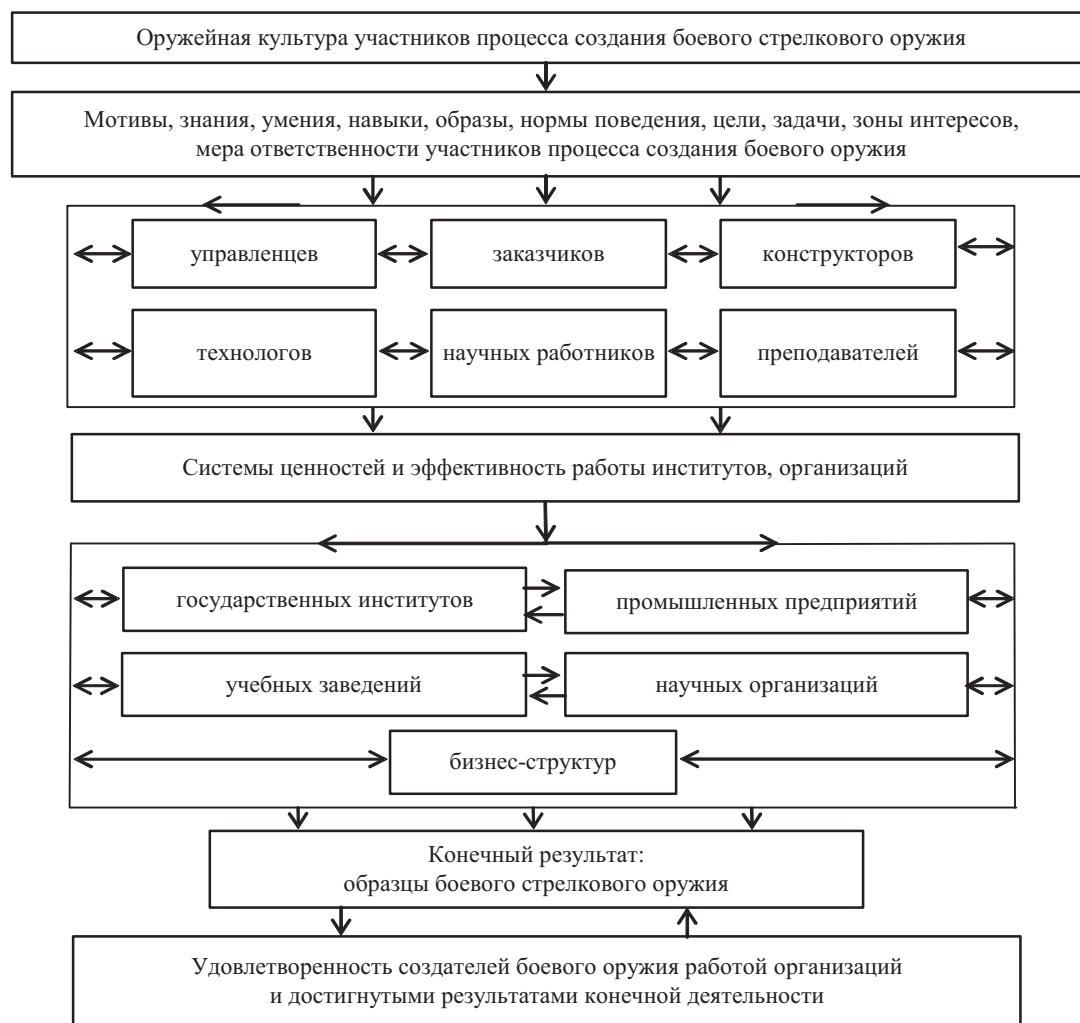 Оружейная культура участников процесса создания боевого стрелкового оружия
Мотивы, знания, умения, навыки, образы, нормы поведения, цели, задачи, зоны интересов,
мера ответственности участников процесса создания боевого оружия
управленцев
заказчиков
конструкторов
технологов
научных работников
преподавателей
Системы ценностей и эффективность работы институтов, организаций
государственных институтов
промышленных предприятий
учебных заведений
научных организаций
бизнес-структур
Конечный результат:
образцы боевого стрелкового оружия
Удовлетворенность создателей боевого оружия работой организаций
и достигнутыми результатами конечной деятельности